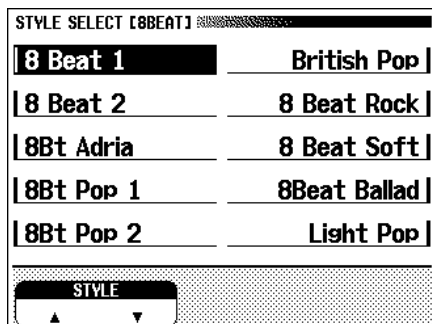 STYLE SELECT [8BEAT]
8 Beat 1
British Pop
8 Beat 2
8 Beat Rock
8Bt Adria
8 Beat Soft
8Bt Pop 1
8Beat Ballad
8Bt Pop 2
Light Pop
STYLE